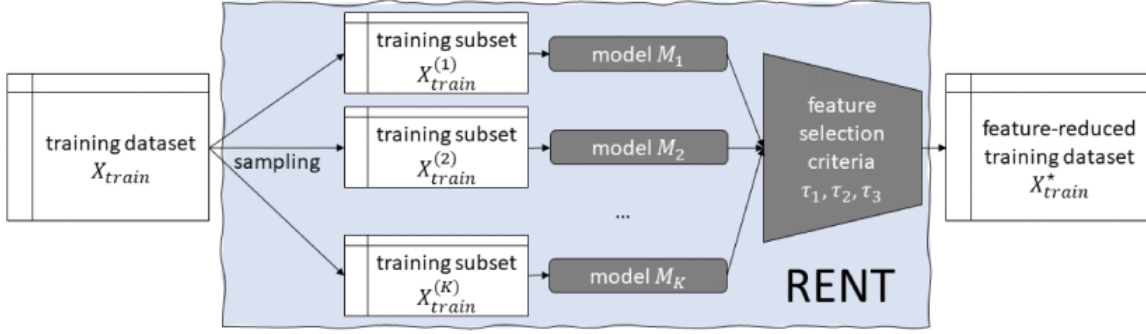 training dataset
X_train
sampling
training subset
X_train^(1)
model M_1
training subset
X_train^(2)
model M_2
...
training subset
X_train^(K)
model M_K
feature
selection
criteria
τ_1, τ_2, τ_3
RENT
feature-reduced
training dataset
X_train^*